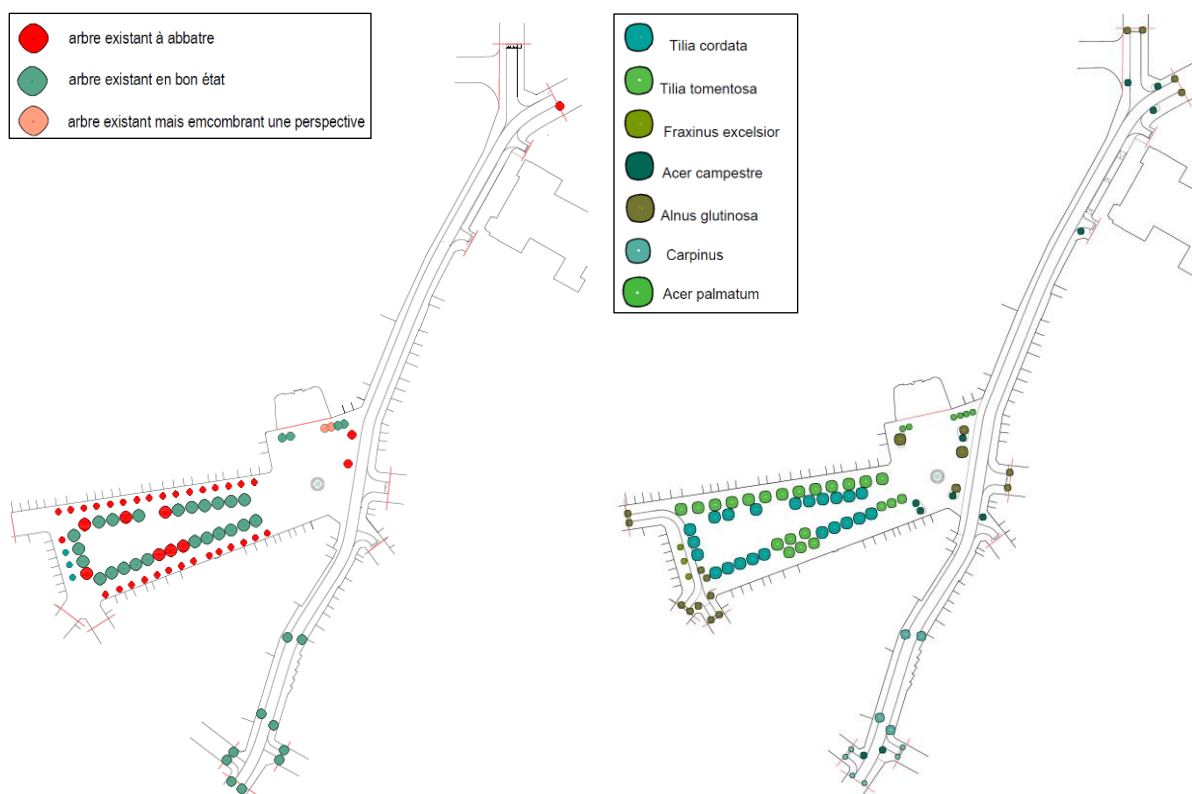 arbre existant à abbatre
arbre existant en bon état
arbre existant mais emcombrant une perspective
Tilia cordata
Tilia tomentosa
Fraxinus excelsior
Acer campestre
Alnus glutinosa
Carpinus
Acer palmatum